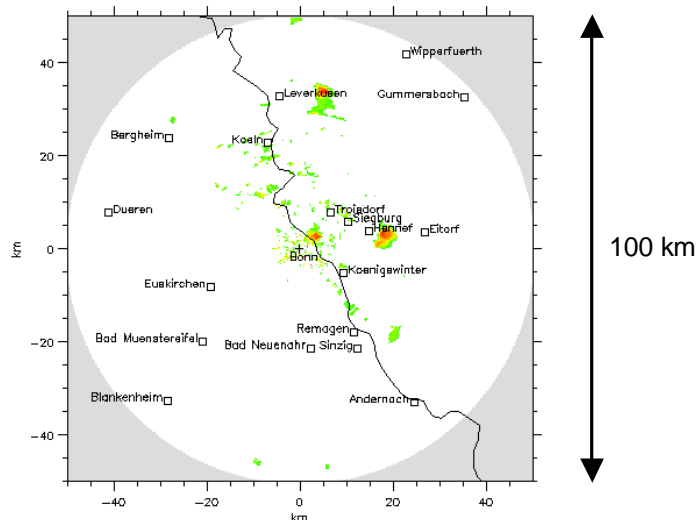 Wipperfuerth
40
Leverkusen
Gummersbach
Bergheim
Koeln
20
Dueren
Troisdorf
Siegburg
Hennef
Eitorf
km
0
Bonn
100 km
Koenigswinter
Euskirchen
Remagen
-20
Bad Muenstereifel
Bad Neuenahr
Sinzig
Blankenheim
Andernach
-40
-40
-20
0
20
40
km